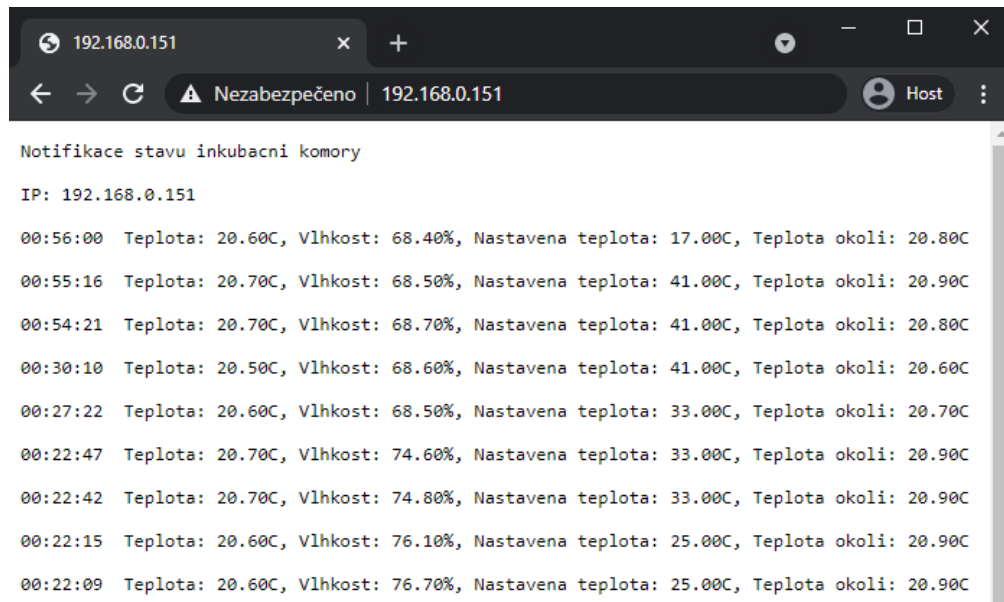 192.168.0.151
Nezabezpečeno | 192.168.0.151 Host
Notifikace stavu inkubacni komory
IP: 192.168.0.151
00:56:00 Teplota: 20.60C, Vlhkost: 68.40%, Nastavena teplota: 17.00C, Teplota okoli: 20.80C
00:55:16 Teplota: 20.70C, Vlhkost: 68.50%, Nastavena teplota: 41.00C, Teplota okoli: 20.90C
00:54:21 Teplota: 20.70C, Vlhkost: 68.70%, Nastavena teplota: 41.00C, Teplota okoli: 20.80C
00:30:10 Teplota: 20.50C, Vlhkost: 68.60%, Nastavena teplota: 41.00C, Teplota okoli: 20.60C
00:27:22 Teplota: 20.60C, Vlhkost: 68.50%, Nastavena teplota: 33.00C, Teplota okoli: 20.70C
00:22:47 Teplota: 20.70C, Vlhkost: 74.60%, Nastavena teplota: 33.00C, Teplota okoli: 20.90C
00:22:42 Teplota: 20.70C, Vlhkost: 74.80%, Nastavena teplota: 33.00C, Teplota okoli: 20.90C
00:22:15 Teplota: 20.60C, Vlhkost: 76.10%, Nastavena teplota: 25.00C, Teplota okoli: 20.90C
00:22:09 Teplota: 20.60C, Vlhkost: 76.70%, Nastavena teplota: 25.00C, Teplota okoli: 20.90C